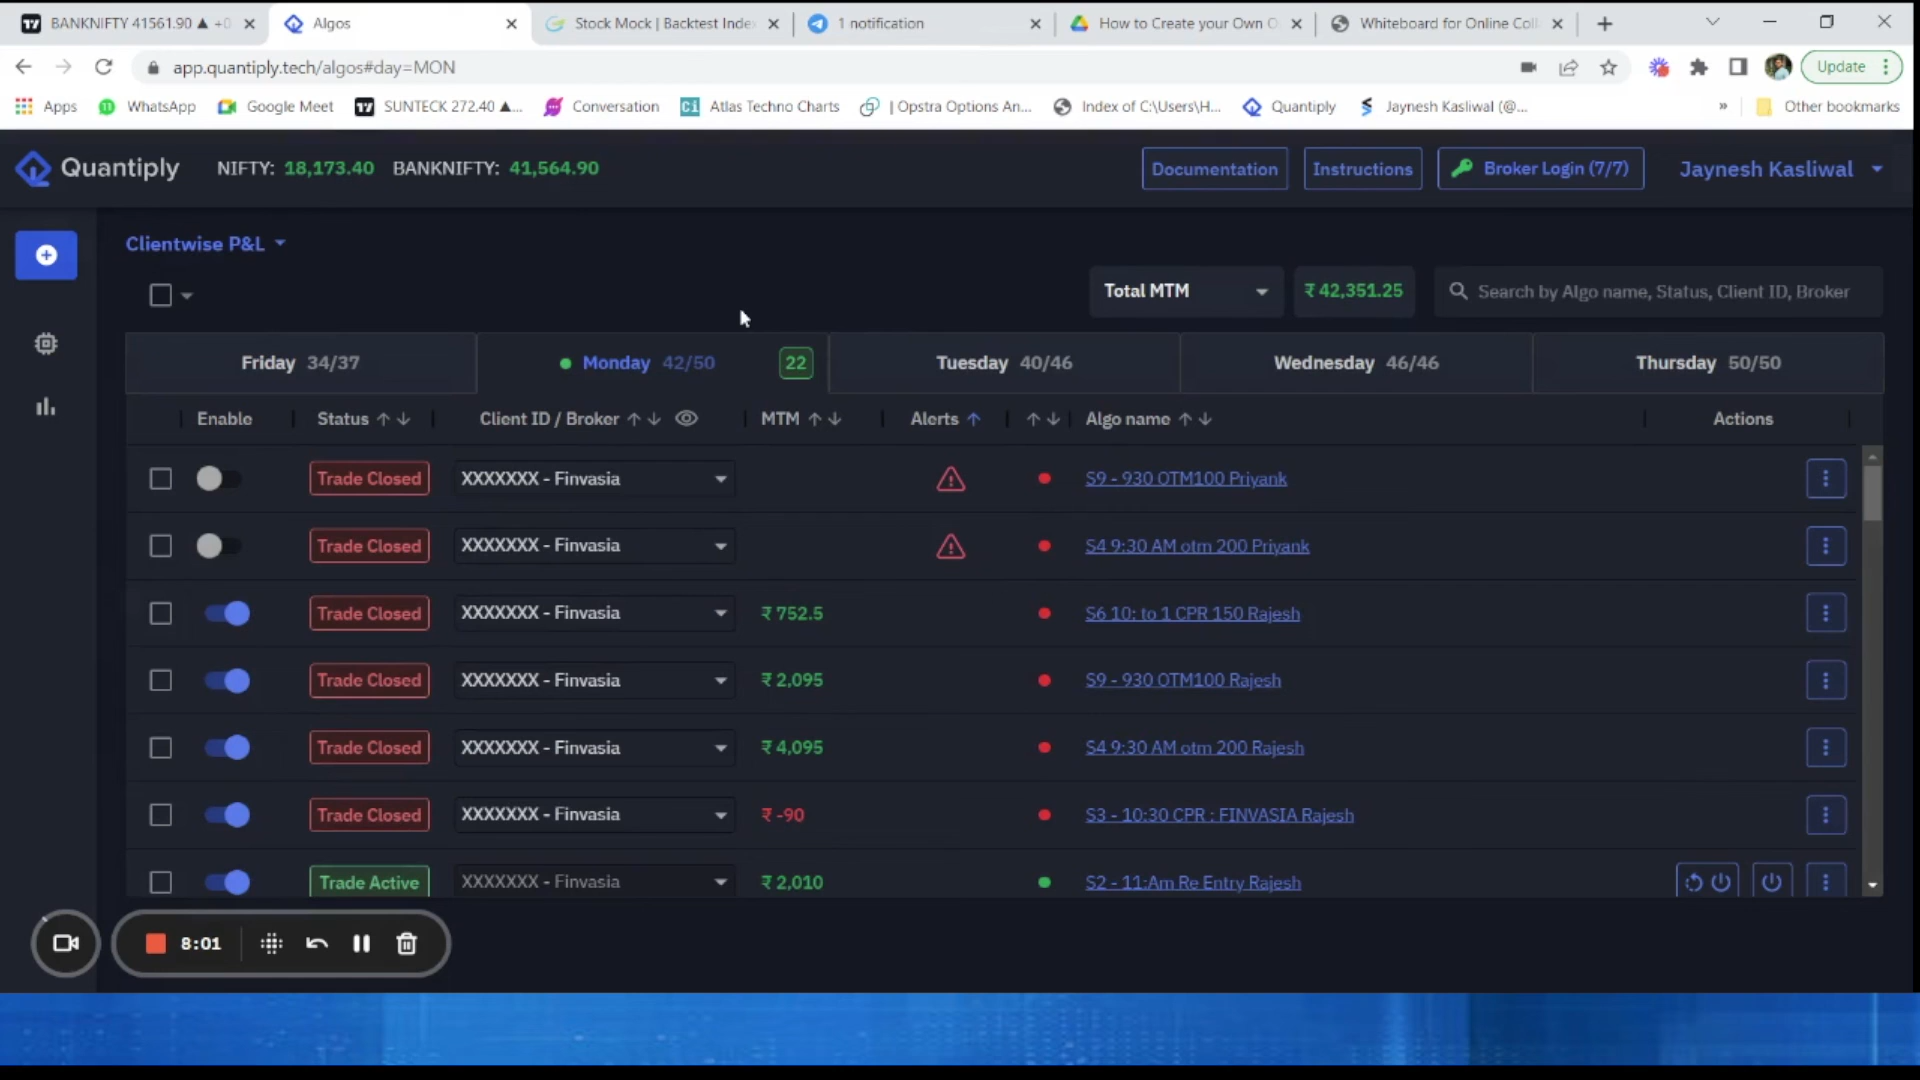 BANKNIFTY 41561.90 ▲ +0
Algos
Stock Mock | Backtest Inde
1 notification
How to Create your Own O
Whiteboard for Online Coll
app.quantiply.tech/algos#day=MON
Update
Apps
WhatsApp
Google Meet
SUNTECK 272.40 ▲...
Conversation
Atlas Techno Charts
| Opstra Options An...
Index of C:\Users\H...
Quantiply
Jaynesh Kasliwal (@...
»
Other bookmarks
Quantiply
NIFTY: 18,173.40 BANKNIFTY: 41,564.90
Documentation
Instructions
Broker Login (7/7)
Jaynesh Kasliwal
Clientwise P&L
Total MTM
₹ 42,351.25
Search by Algo name, Status, Client ID, Broker
Friday 34/37
Monday 42/50 22
Tuesday 40/46
Wednesday 46/46
Thursday 50/50
Enable Status Client ID / Broker MTM Alerts Algo name Actions
Trade Closed XXXXXXX - Finvasia S9 - 930 OTM100 Priyank
Trade Closed XXXXXXX - Finvasia S4 9:30 AM otm 200 Priyank
Trade Closed XXXXXXX - Finvasia ₹ 752.5 S6 10: to 1 CPR 150 Rajesh
Trade Closed XXXXXXX - Finvasia ₹ 2,095 S9 - 930 OTM100 Rajesh
Trade Closed XXXXXXX - Finvasia ₹ 4,095 S4 9:30 AM otm 200 Rajesh
Trade Closed XXXXXXX - Finvasia ₹ -90 S3 - 10:30 CPR : FINVASIA Rajesh
Trade Active XXXXXXX - Finvasia ₹ 2,010 S2 - 11:Am Re Entry Rajesh
8:01